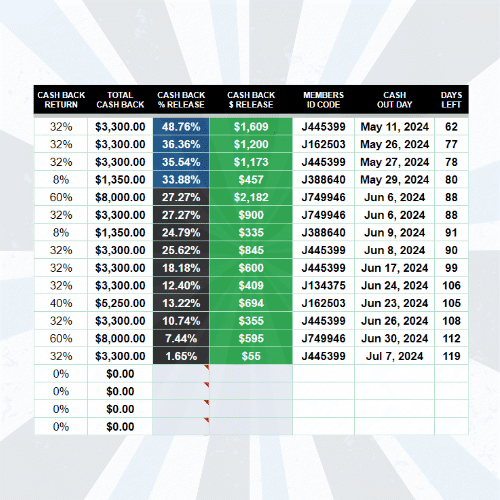 CASH BACK RETURN TOTAL CASH BACK CASH BACK % RELEASE CASH BACK $ RELEASE MEMBERS ID CODE CASH OUT DAY DAYS LEFT
32% $3,300.00 48.76% $1,609 J445399 May 11, 2024 62
32% $3,300.00 36.36% $1,200 J162503 May 26, 2024 77
32% $3,300.00 35.54% $1,173 J445399 May 27, 2024 78
8% $1,350.00 33.88% $457 J388640 May 29, 2024 80
60% $8,000.00 27.27% $2,182 J749946 Jun 6, 2024 88
32% $3,300.00 27.27% $900 J749946 Jun 6, 2024 88
8% $1,350.00 24.79% $335 J388640 Jun 9, 2024 91
32% $3,300.00 25.62% $845 J445399 Jun 8, 2024 90
32% $3,300.00 18.18% $600 J445399 Jun 17, 2024 99
32% $3,300.00 12.40% $409 J134375 Jun 24, 2024 106
40% $5,250.00 13.22% $694 J162503 Jun 23, 2024 105
32% $3,300.00 10.74% $355 J445399 Jun 26, 2024 108
60% $8,000.00 7.44% $595 J749946 Jun 30, 2024 112
32% $3,300.00 1.65% $55 J445399 Jul 7, 2024 119
0% $0.00
0% $0.00
0% $0.00
0% $0.00